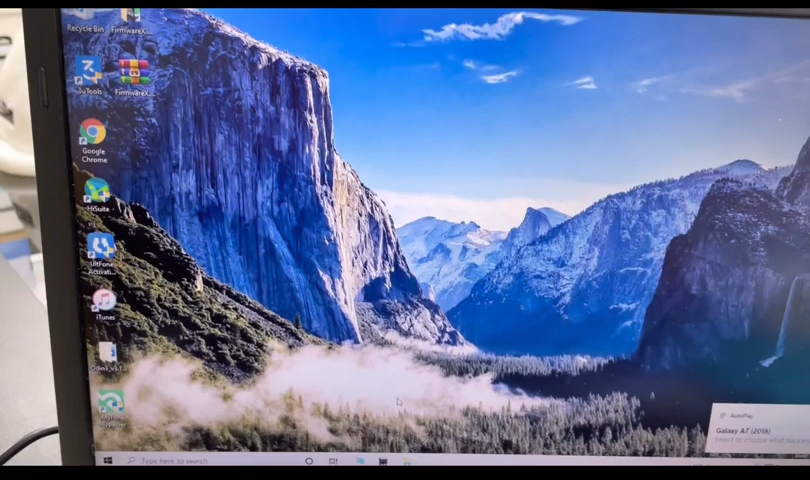 Recycle Bin
FirmwareX...
3uTools
FirmwareX...
Google
Chrome
HiSuite
UltFone
Activati...
iTunes
Type here to search
AutoPlay
Galaxy A7 (2018)
Select to choose what